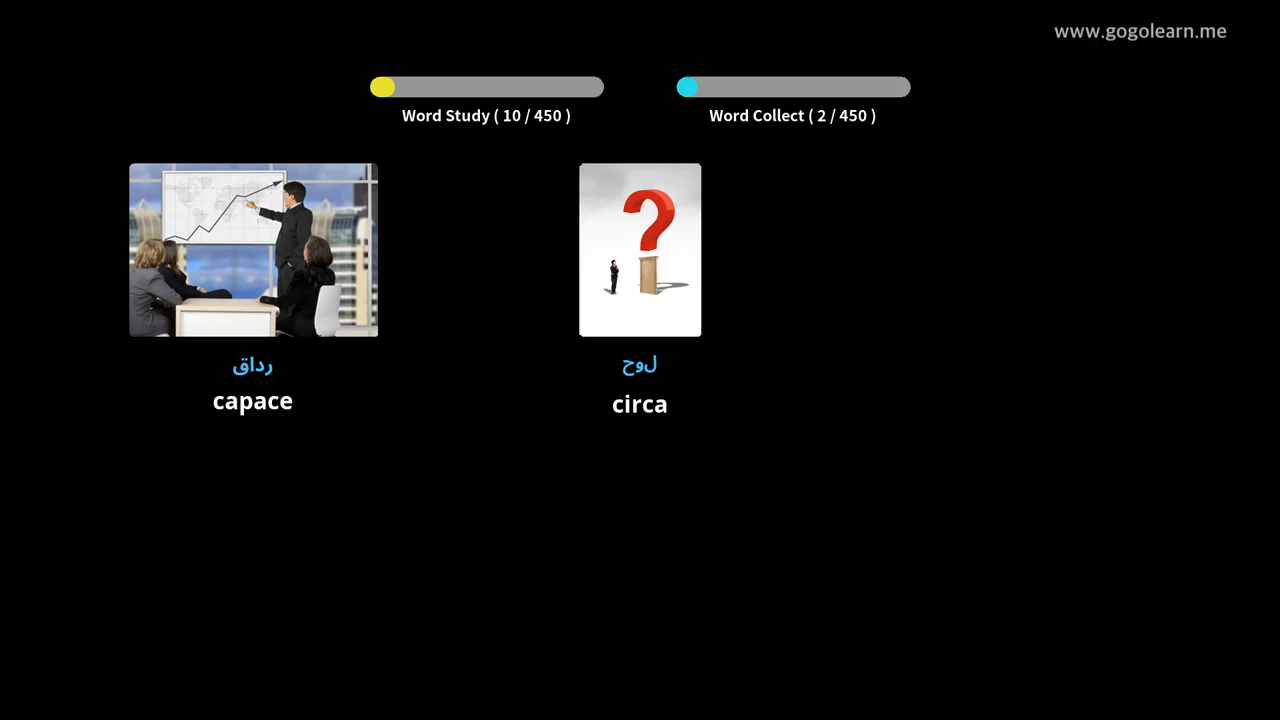 www.gogolearn.me
Word Study ( 10 / 450 )
Word Collect ( 2 / 450 )
رداق
capace
لوح
circa